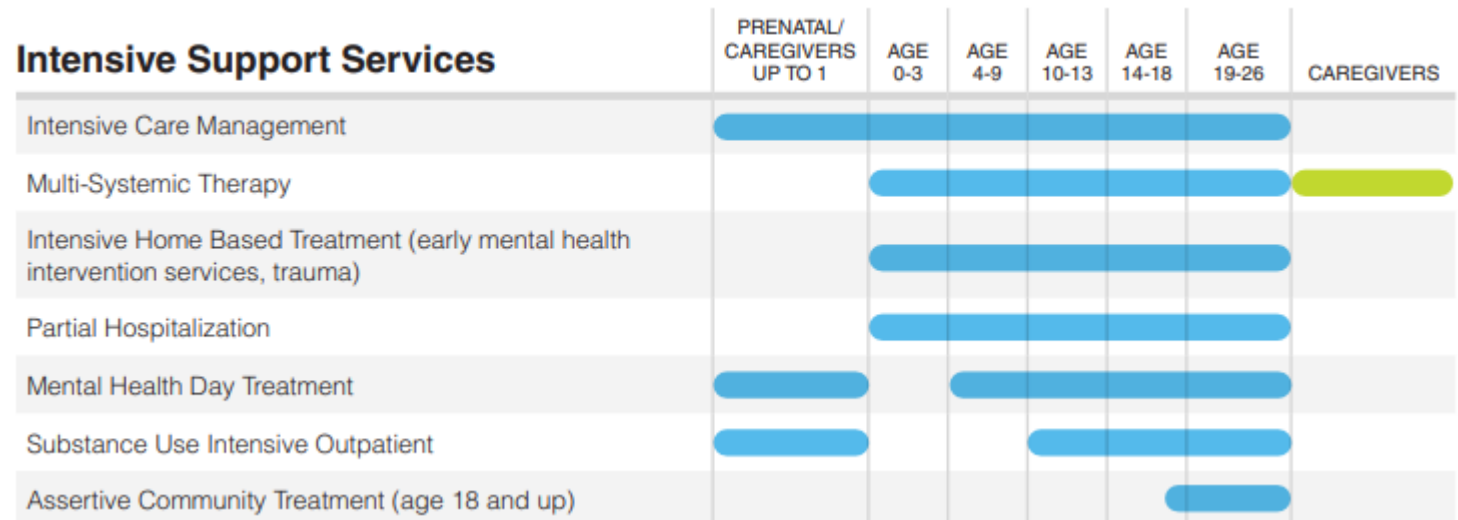 Intensive Support Services
PRENATAL/
CAREGIVERS
UP TO 1
AGE
0-3
AGE
4-9
AGE
10-13
AGE
14-18
AGE
19-26
CAREGIVERS
Intensive Care Management
Multi-Systemic Therapy
Intensive Home Based Treatment (early mental health
intervention services, trauma)
Partial Hospitalization
Mental Health Day Treatment
Substance Use Intensive Outpatient
Assertive Community Treatment (age 18 and up)